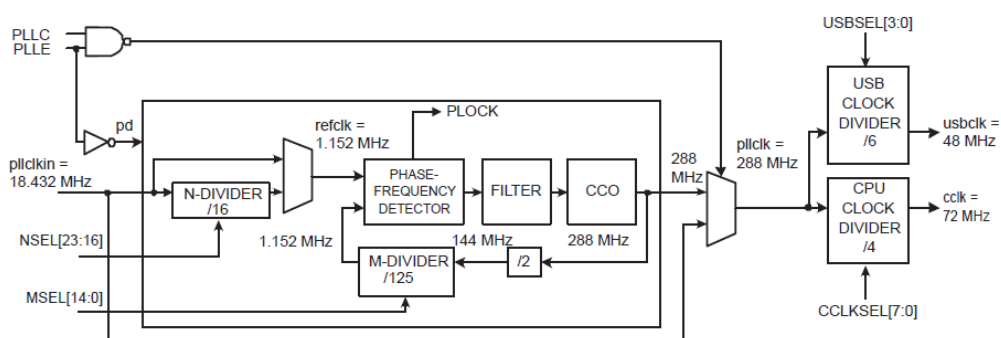 PLLC
PLLE
USBSEL[3:0]
pd
refclk =
1.152 MHz
PLOCK
USB
CLOCK
DIVIDER
/6
usbclk =
48 MHz
pllclkin =
18.432 MHz
N-DIVIDER
/16
PHASE-
FREQUENCY
DETECTOR
FILTER
CCO
288
MHz
pllclk =
288 MHz
CPU
CLOCK
DIVIDER
/4
cclk =
72 MHz
NSEL[23:16]
1.152 MHz
144 MHz
288 MHz
M-DIVIDER
/125
/2
MSEL[14:0]
CCLKSEL[7:0]